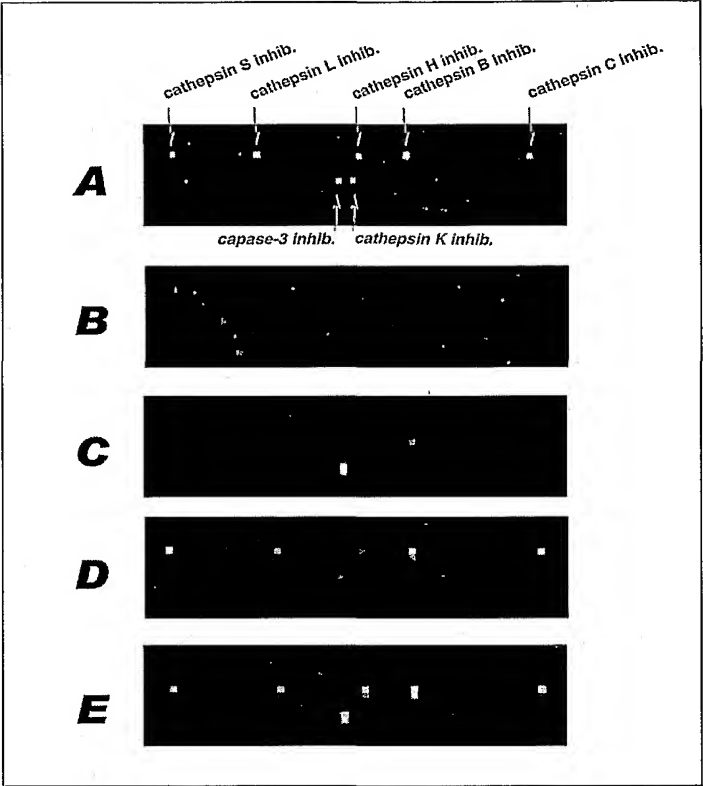 cathepsin S inhib.
cathepsin L inhib.
cathepsin H inhib.
cathepsin B inhib.
cathepsin C inhib.
A
capase-3 inhib. cathepsin K inhib.
B
C
D
E